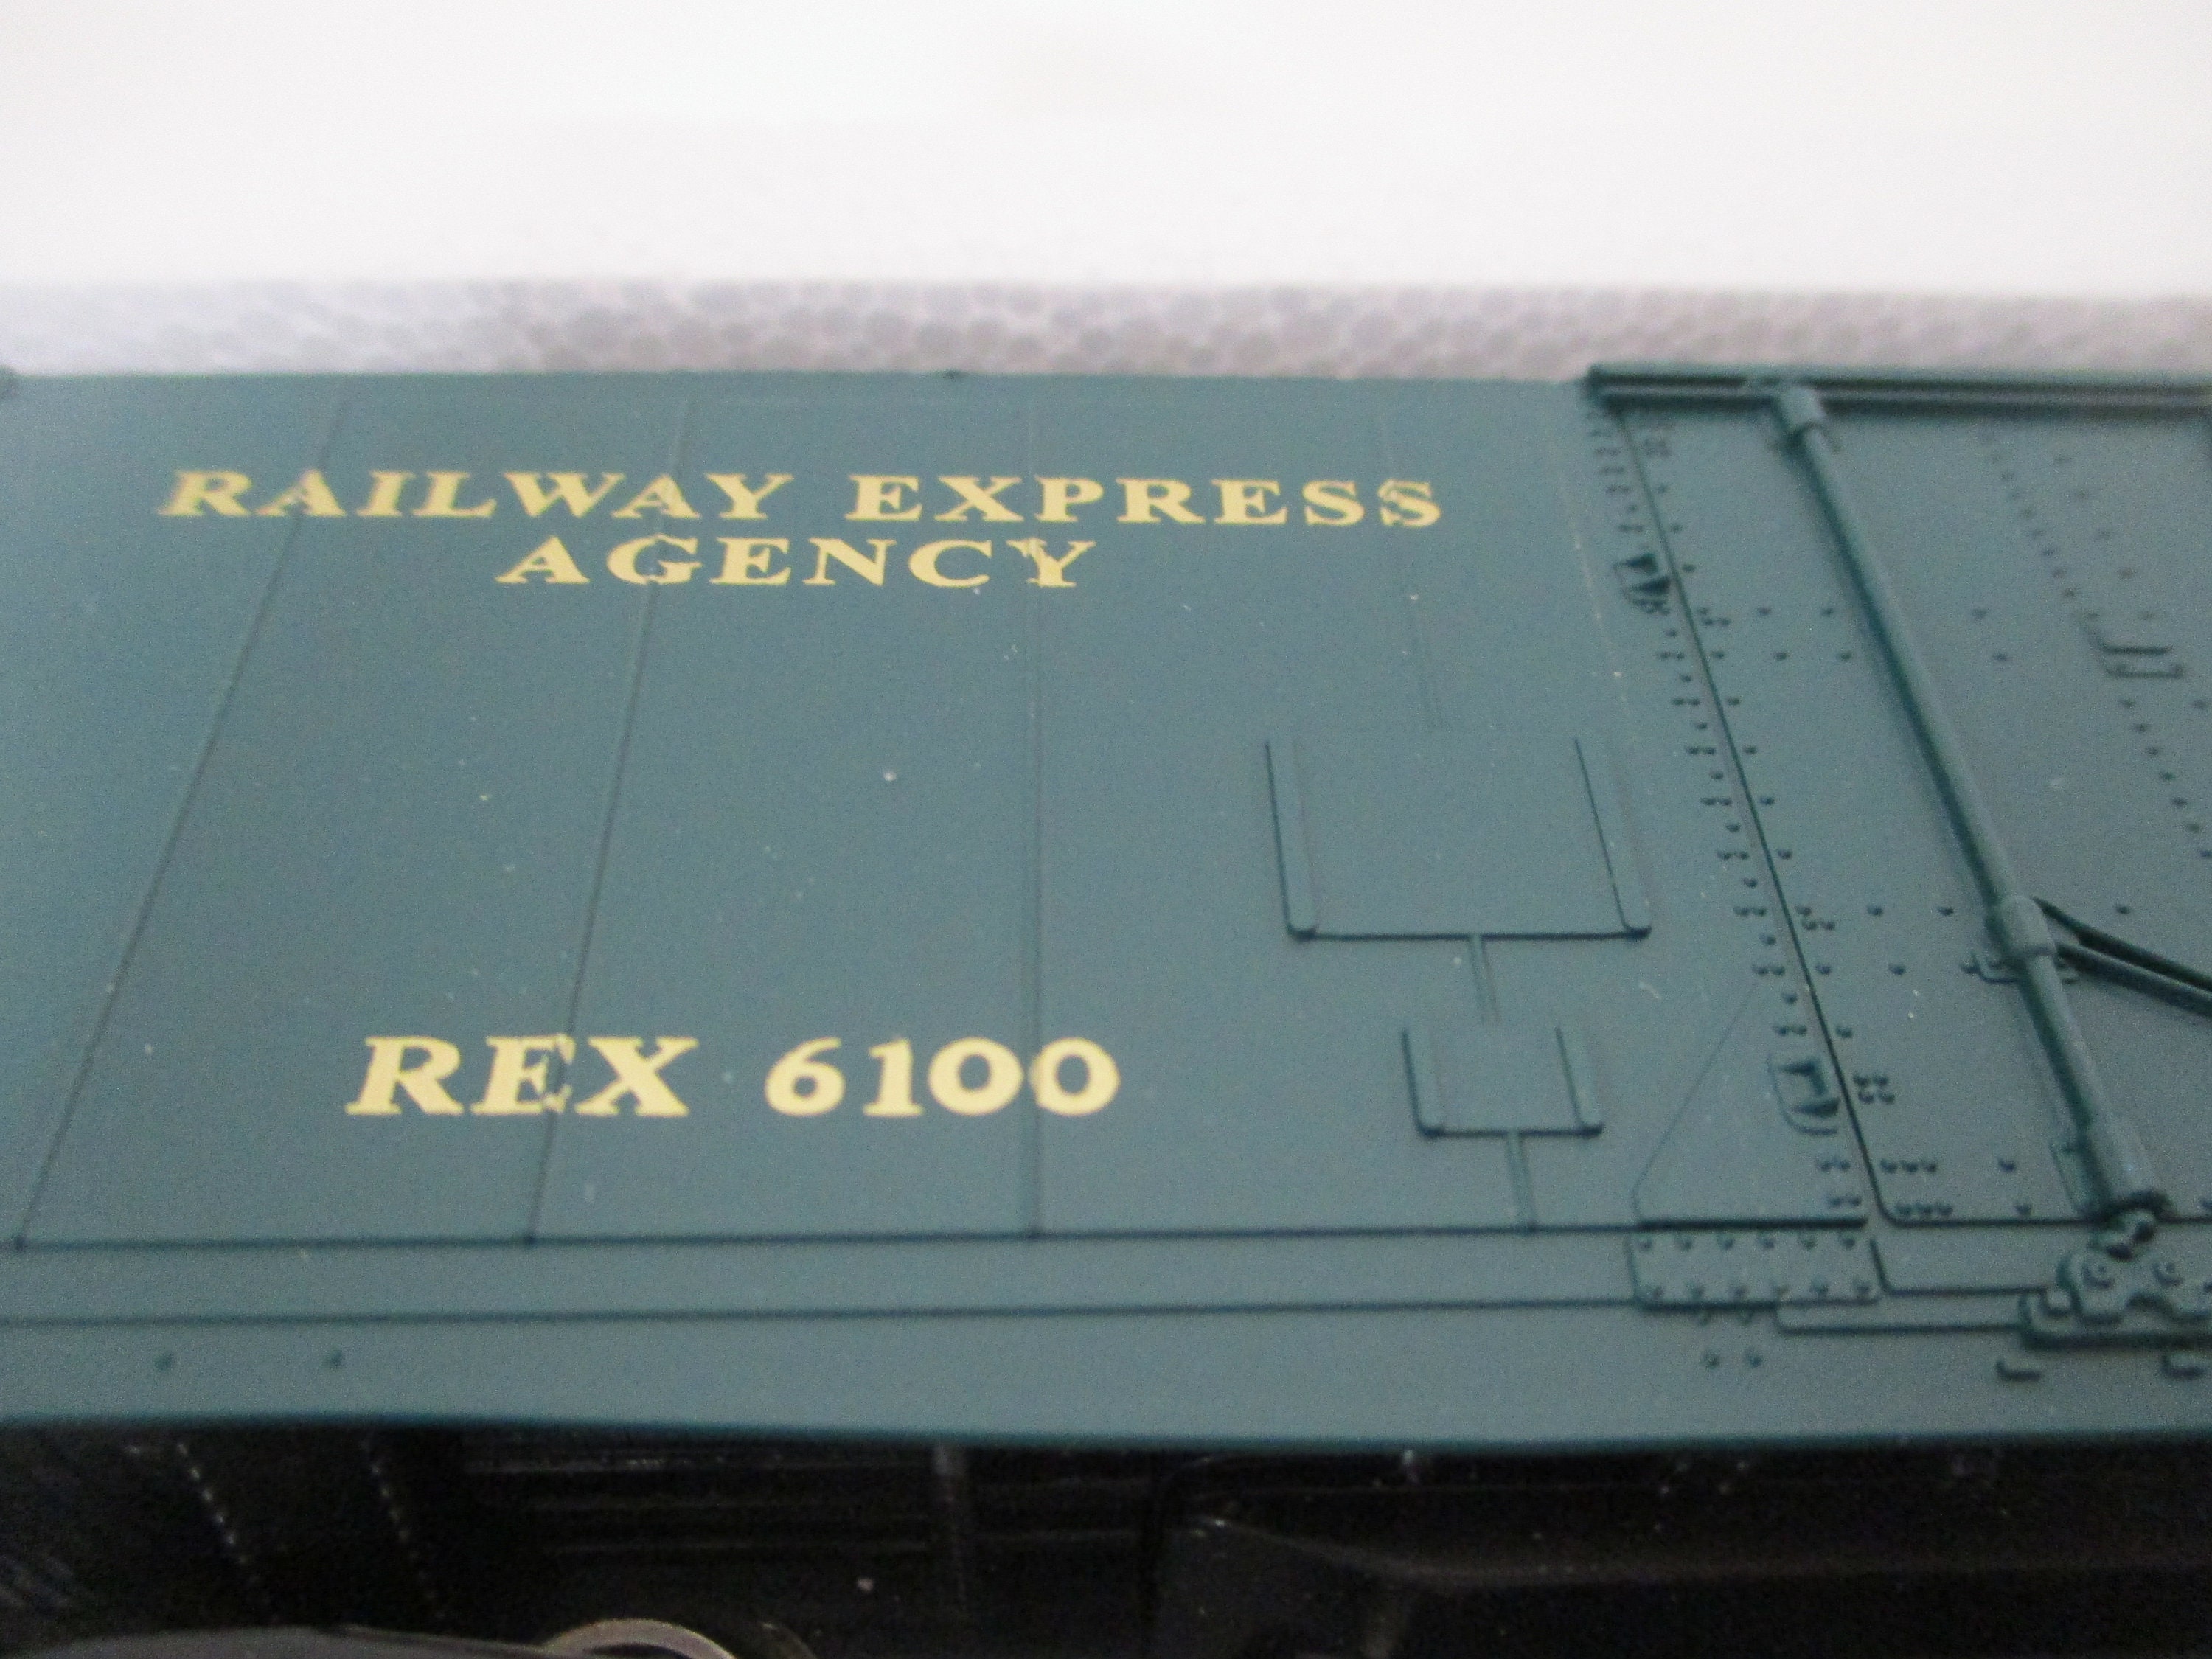 RAILWAY EXPRESS
AGENCY
REX 6100